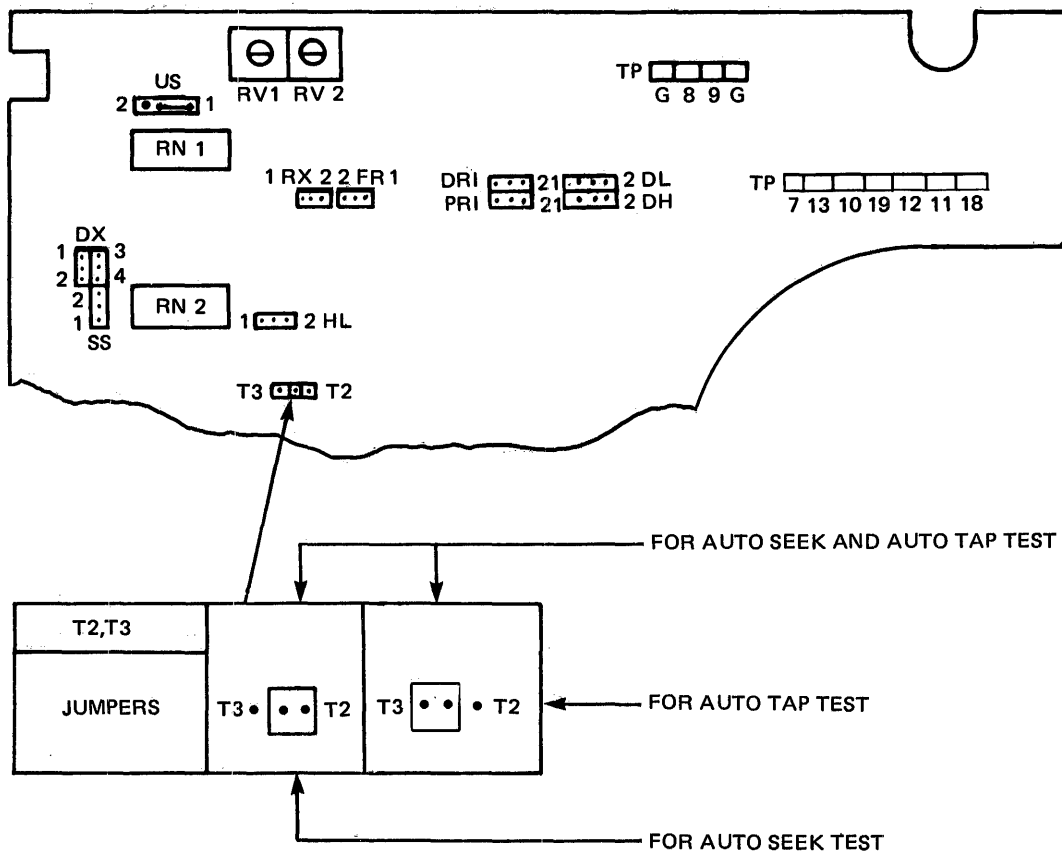 US
2 1
RV1 RV 2
TP
G 8 9 G
RN 1
1 RX 2 2 FR 1
DRI 21 2 DL
PRI 21 2 DH
TP
7 13 10 19 12 11 18
DX
1 3
2 4
2
1
SS
RN 2
1 2 HL
T3 T2
FOR AUTO SEEK AND AUTO TAP TEST
T2,T3
JUMPERS
T3 T2
T3 T2
FOR AUTO TAP TEST
FOR AUTO SEEK TEST